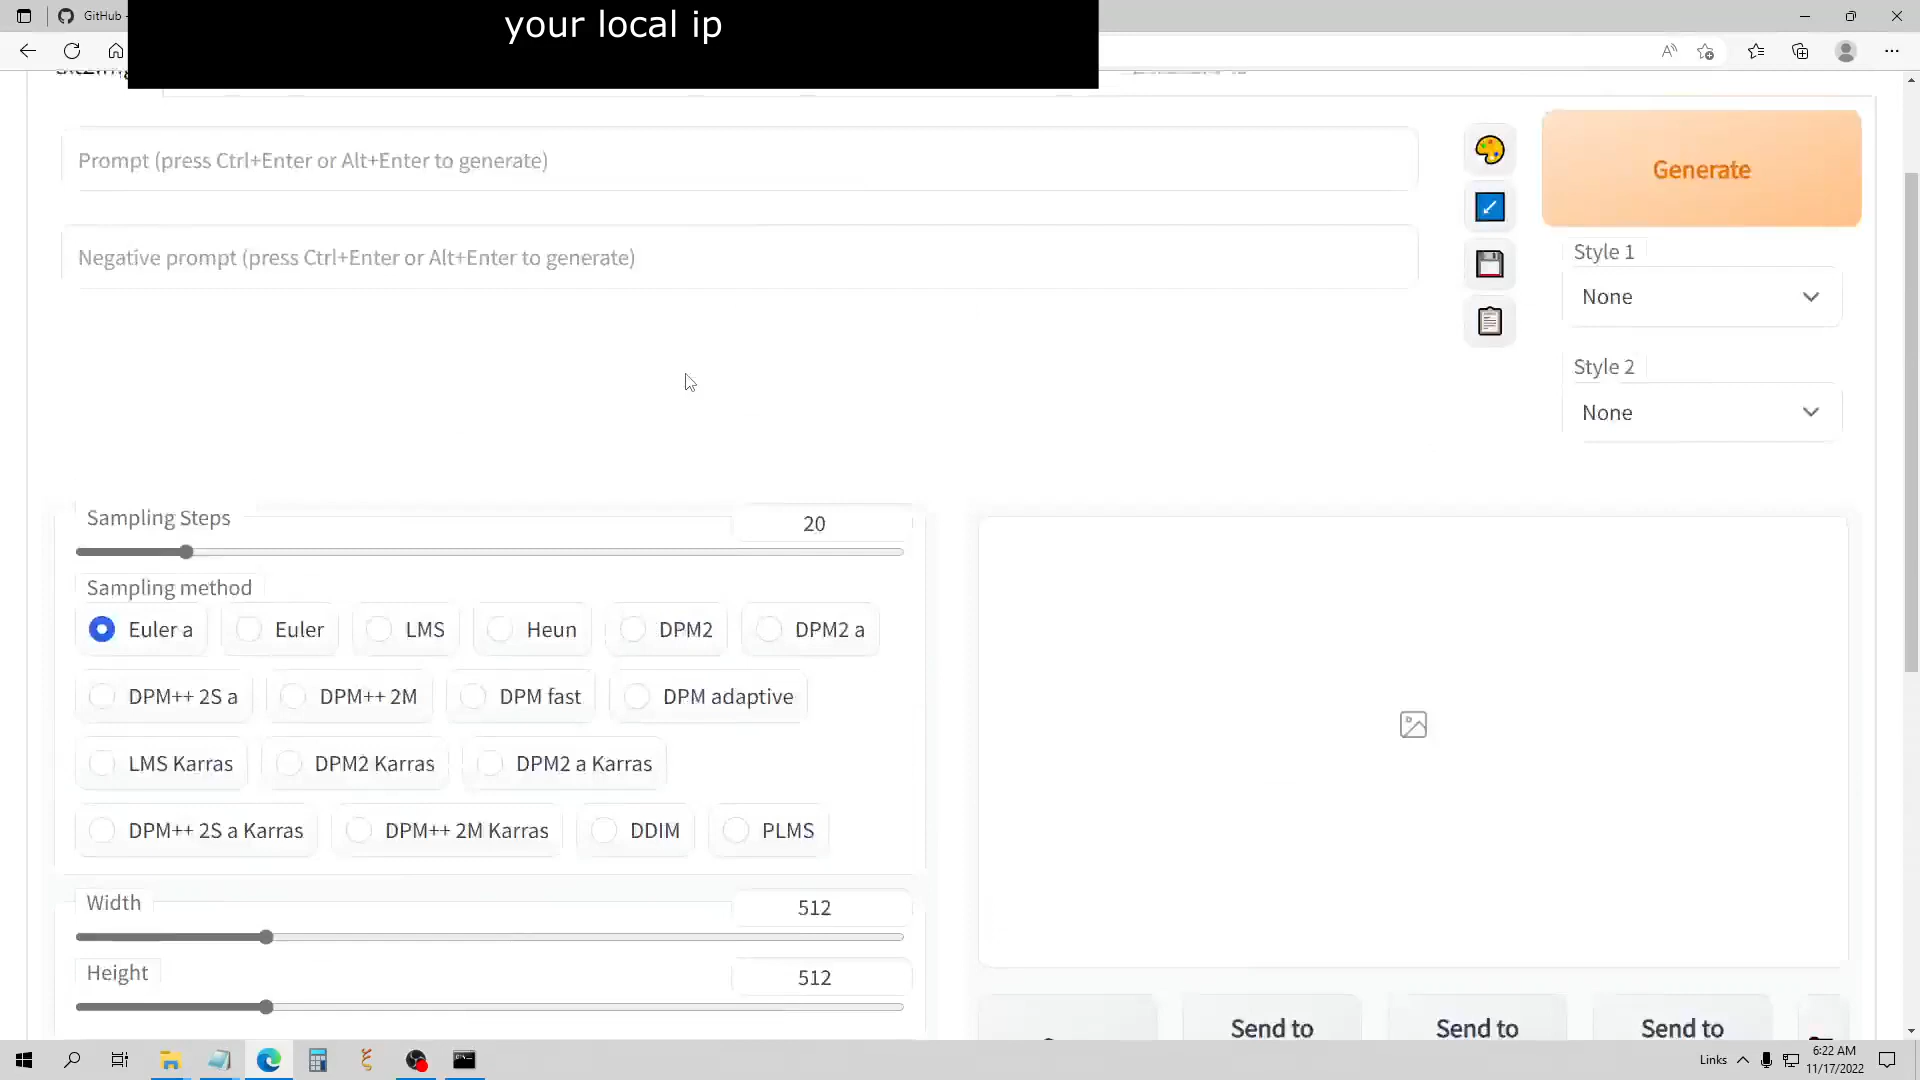 GitHub -
your local ip
Prompt (press Ctrl+Enter or Alt+Enter to generate)
Generate
Negative prompt (press Ctrl+Enter or Alt+Enter to generate)
Style 1
None
Style 2
None
Sampling Steps
20
Sampling method
Euler a
Euler
LMS
Heun
DPM2
DPM2 a
DPM++ 2S a
DPM++ 2M
DPM fast
DPM adaptive
LMS Karras
DPM2 Karras
DPM2 a Karras
DPM++ 2S a Karras
DPM++ 2M Karras
DDIM
PLMS
Width
512
Height
512
Send to
Send to
Send to
Links
6:22 AM
11/17/2022